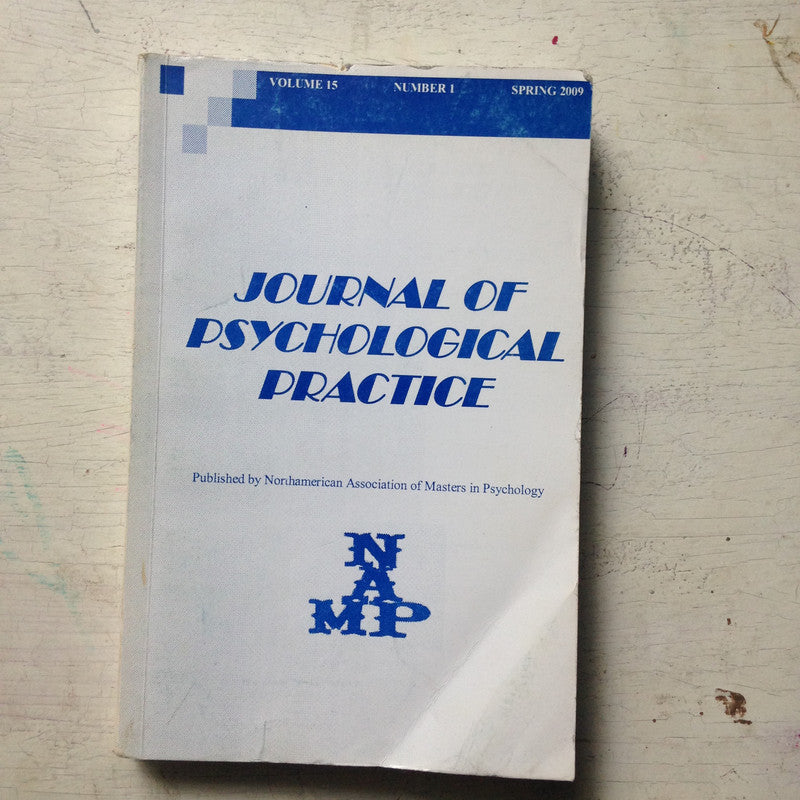 VOLUME 15 NUMBER 1 SPRING 2009
JOURNAL OF
PSYCHOLOGICAL
PRACTICE
Published by Northamerican Association of Masters in Psychology
N
A
MP